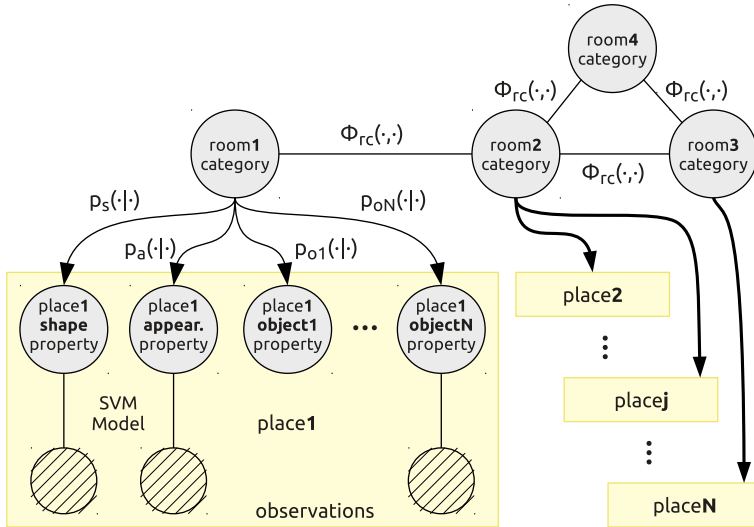 room4
category
Φrc(·,·)
Φrc(·,·)
room1
category
Φrc(·,·)
room2
category
room3
category
Φrc(·,·)
ps(·|·)
pa(·|·)
po1(·|·)
poN(·|·)
place1
shape
property
place1
appear.
property
place1
object1
property
...
place1
objectN
property
SVM
Model
place1
observations
place2
...
placej
...
placeN